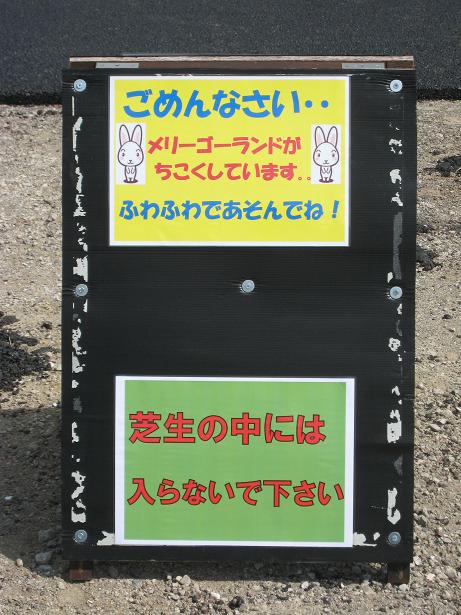 ごめんなさい・・
メリーゴーランドが
ちこくしています。。
ふわふわであそんでね！
芝生の中には
入らないで下さい